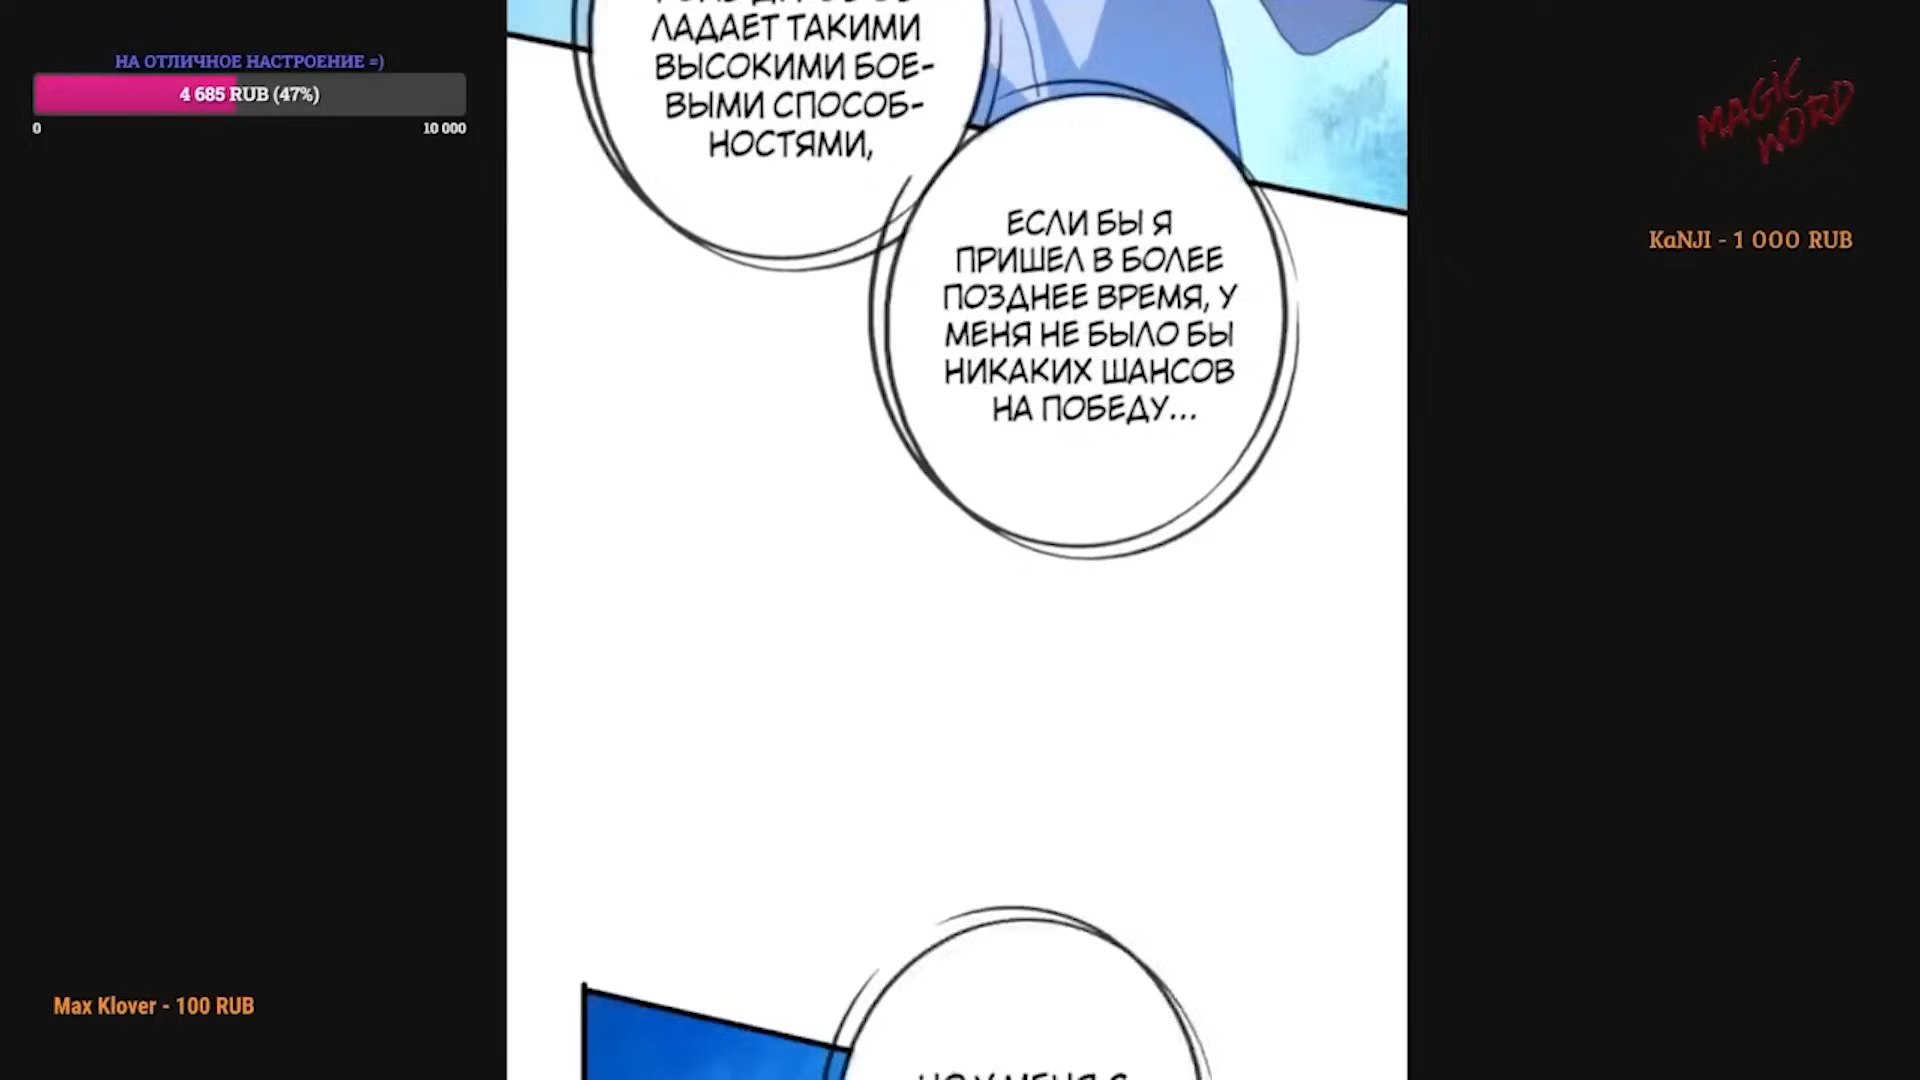 НА ОТЛИЧНОЕ НАСТРОЕНИЕ =)
4 685 RUB (47%)
0
10 000
ЛАДАЕТ ТАКИМИ
ВЫСОКИМИ БОЕ-
ВЫМИ СПОСОБ-
НОСТЯМИ,
ЕСЛИ БЫ Я
ПРИШЕЛ В БОЛЕЕ
ПОЗДНЕЕ ВРЕМЯ, У
МЕНЯ НЕ БЫЛО БЫ
НИКАКИХ ШАНСОВ
НА ПОБЕДУ...
MAGIC
WORD
KaNJI - 1 000 RUB
Max Klover - 100 RUB